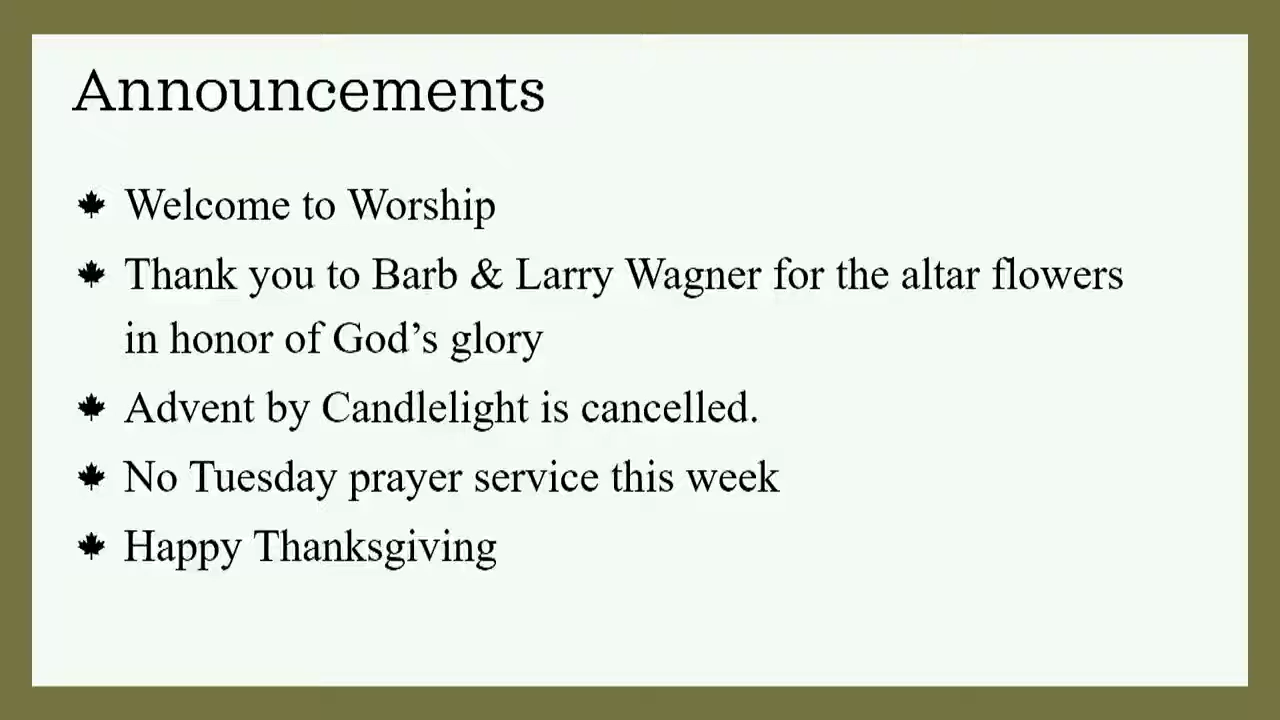 Announcements
Welcome to Worship
Thank you to Barb & Larry Wagner for the altar flowers
in honor of God’s glory
Advent by Candlelight is cancelled.
No Tuesday prayer service this week
Happy Thanksgiving